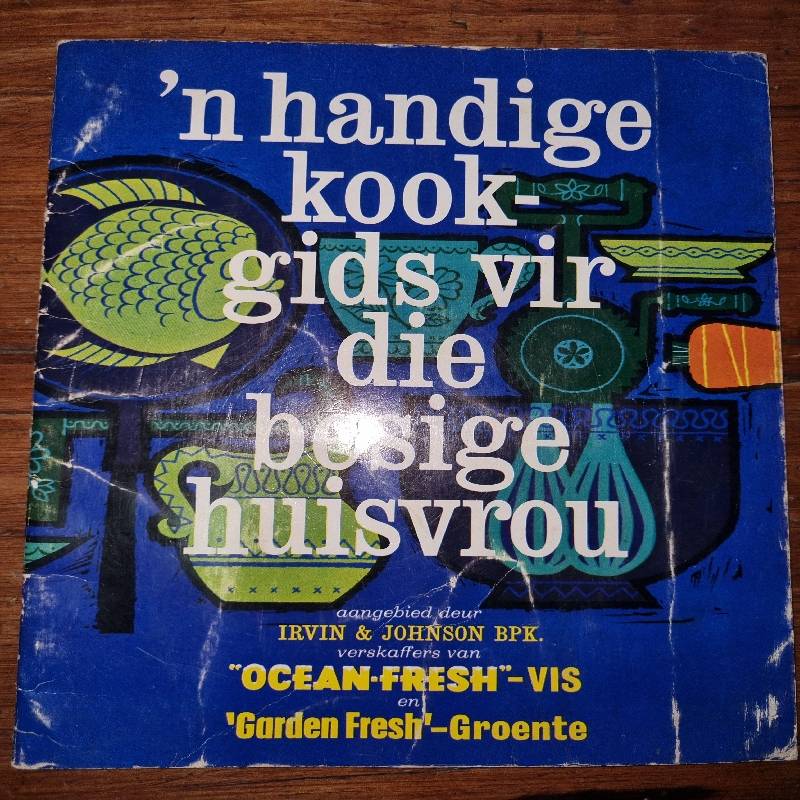 'n handige
kook-
gids vir
die
besige
huisvrou
aangebied deur
IRVIN & JOHNSON BPK.
verskaffers van
"OCEAN-FRESH"-VIS
en
'Garden Fresh'-Groente